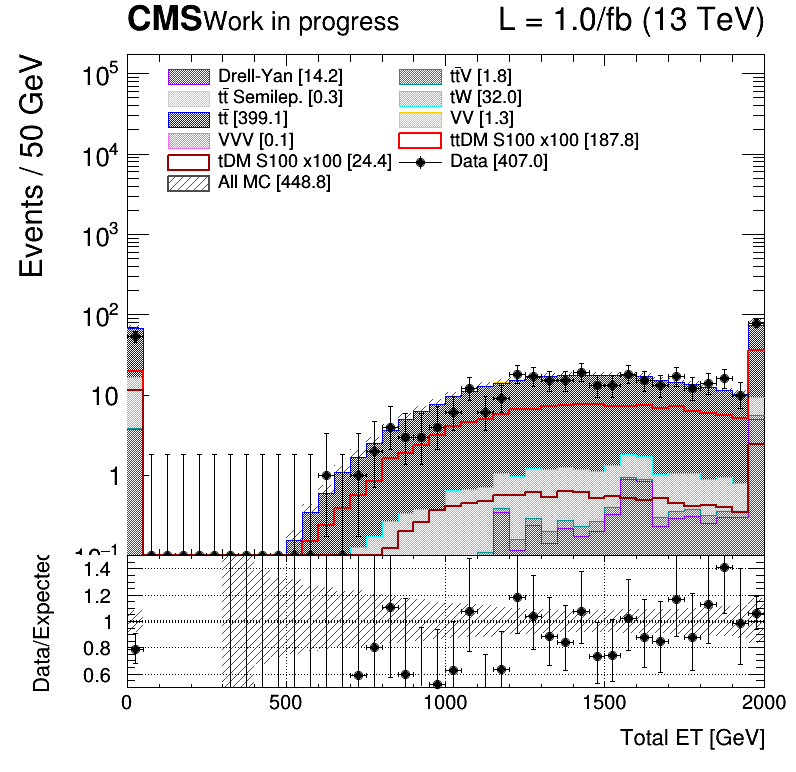 CMS Work in progress L = 1.0/fb (13 TeV)
Events / 50 GeV
10⁵
10⁴
10³
10²
10
1
10⁻¹
Drell-Yan [14.2]
tt̄V [1.8]
tt̄ Semilep. [0.3]
tW [32.0]
tt̄ [399.1]
VV [1.3]
VVV [0.1]
ttDM S100 x100 [187.8]
tDM S100 x100 [24.4]
Data [407.0]
All MC [448.8]
Data/Expected
1.4
1.2
1
0.8
0.6
0 500 1000 1500 2000
Total ET [GeV]